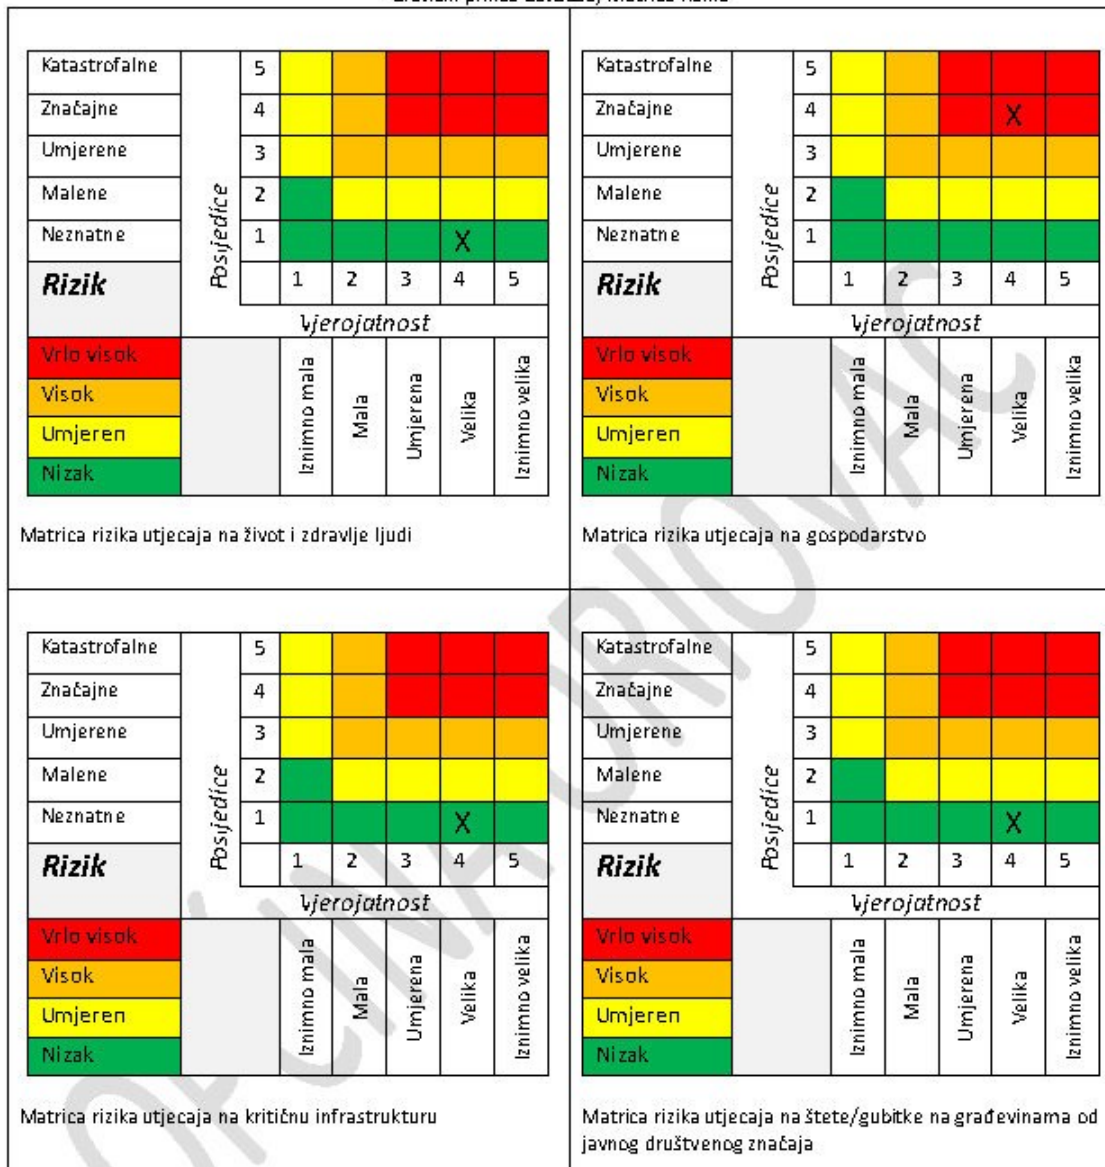 Katastrofalne 5
Značajne 4
Umjerene 3
Malene 2
Neznatne 1 X
Posljedice
Rizik 1 2 3 4 5
Vjerojatnost
Vrlo visok
Visok
Umjeren
Nizak
Iznimno mala
Mala
Umjerena
Velika
Iznimno velika
Matrica rizika utjecaja na život i zdravlje ljudi
Katastrofalne 5
Značajne 4 X
Umjerene 3
Malene 2
Neznatne 1
Posljedice
Rizik 1 2 3 4 5
Vjerojatnost
Vrlo visok
Visok
Umjeren
Nizak
Iznimno mala
Mala
Umjerena
Velika
Iznimno velika
Matrica rizika utjecaja na gospodarstvo
Katastrofalne 5
Značajne 4
Umjerene 3
Malene 2
Neznatne 1 X
Posljedice
Rizik 1 2 3 4 5
Vjerojatnost
Vrlo visok
Visok
Umjeren
Nizak
Iznimno mala
Mala
Umjerena
Velika
Iznimno velika
Matrica rizika utjecaja na kritičnu infrastrukturu
Katastrofalne 5
Značajne 4
Umjerene 3
Malene 2
Neznatne 1 X
Posljedice
Rizik 1 2 3 4 5
Vjerojatnost
Vrlo visok
Visok
Umjeren
Nizak
Iznimno mala
Mala
Umjerena
Velika
Iznimno velika
Matrica rizika utjecaja na štete/gubitke na građevinama od
javnog društvenog značaja
OPĆINA ORIOVAC